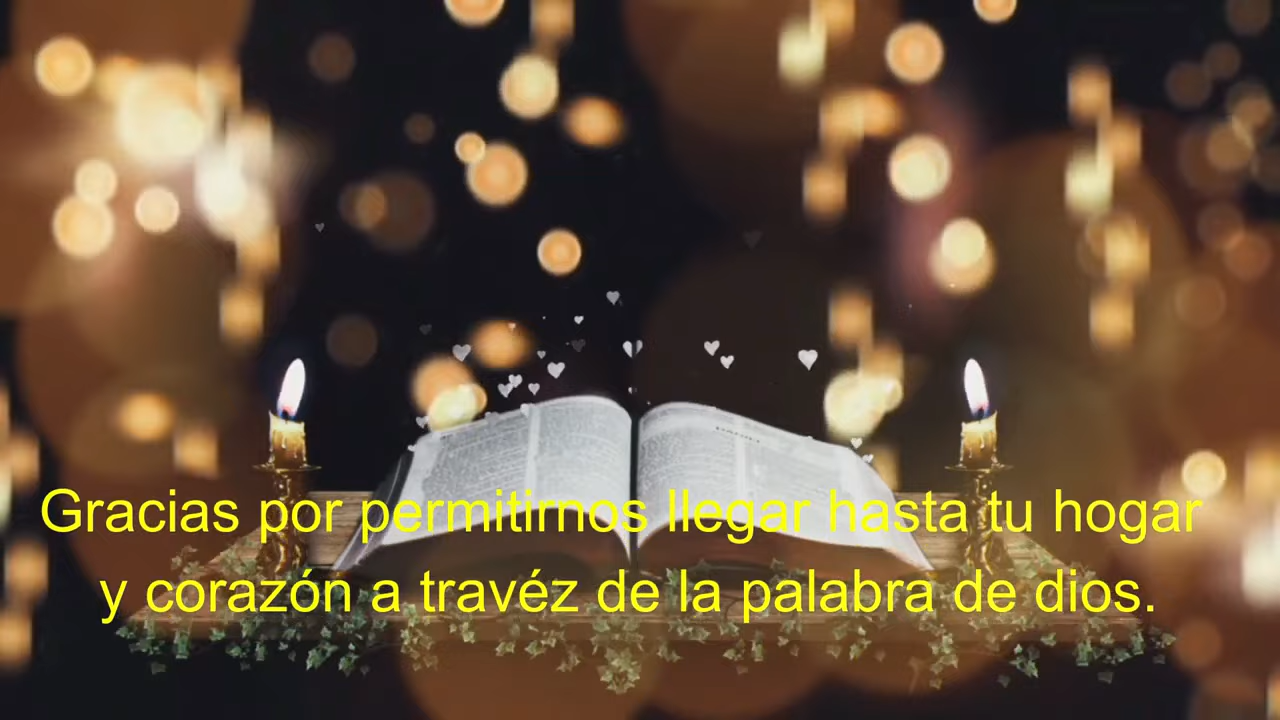 Gracias por permitirnos llegar hasta tu hogar
y corazón a travéz de la palabra de dios.